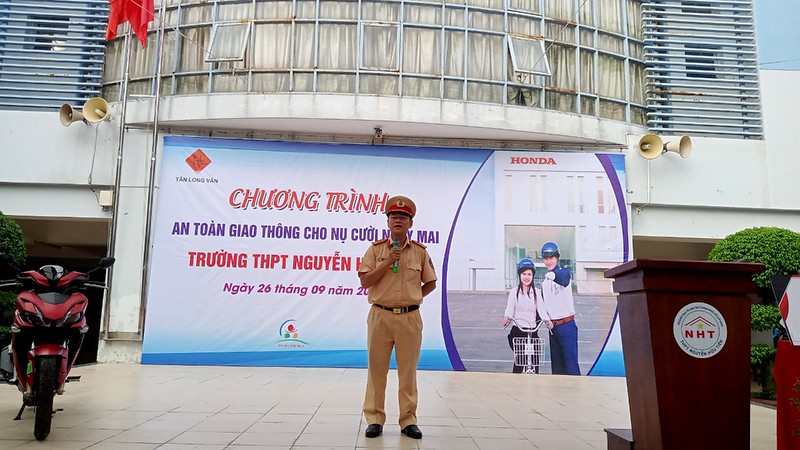 TÂN LONG VÂN
HONDA
CHƯƠNG TRÌNH
AN TOÀN GIAO THÔNG CHO NỤ CƯỜI MAI
TRƯỜNG THPT NGUYỄN
Ngày 26 tháng 09 năm
NHT